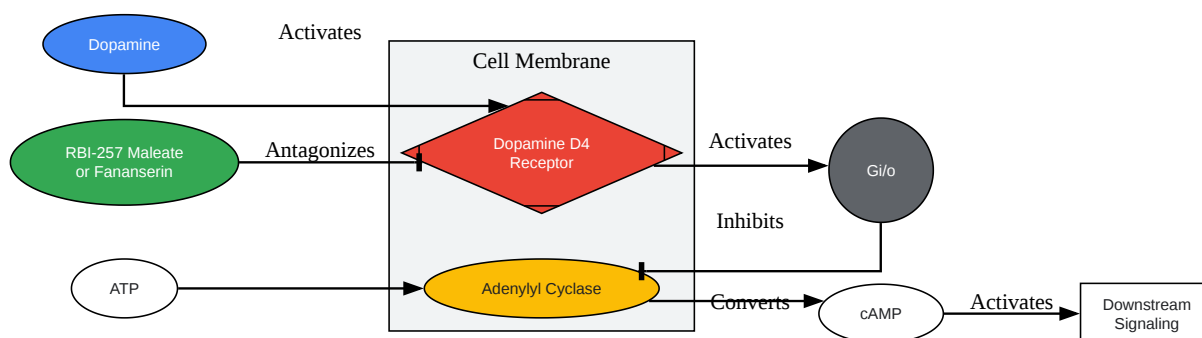 Activates
Dopamine
Cell Membrane
RBI-257 Maleate
or Fananserin
Antagonizes
Dopamine D4
Receptor
Activates
Gi/o
Inhibits
ATP
Adenylyl Cyclase
Converts
cAMP
Activates
Downstream
Signaling